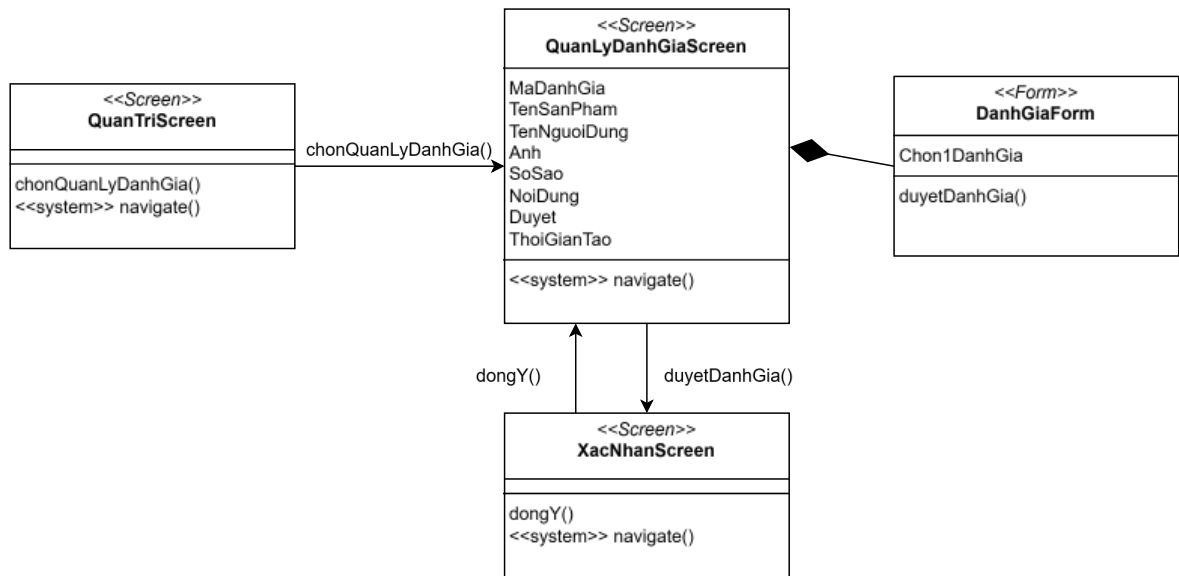 <<Screen>>
QuanTriScreen
chonQuanLyDanhGia()
<<system>> navigate()
chonQuanLyDanhGia()
<<Screen>>
QuanLyDanhGiaScreen
MaDanhGia
TenSanPham
TenNguoiDung
Anh
SoSao
NoiDung
Duyet
ThoiGianTao
<<system>> navigate()
<<Form>>
DanhGiaForm
Chon1DanhGia
duyetDanhGia()
dongY()
duyetDanhGia()
<<Screen>>
XacNhanScreen
dongY()
<<system>> navigate()